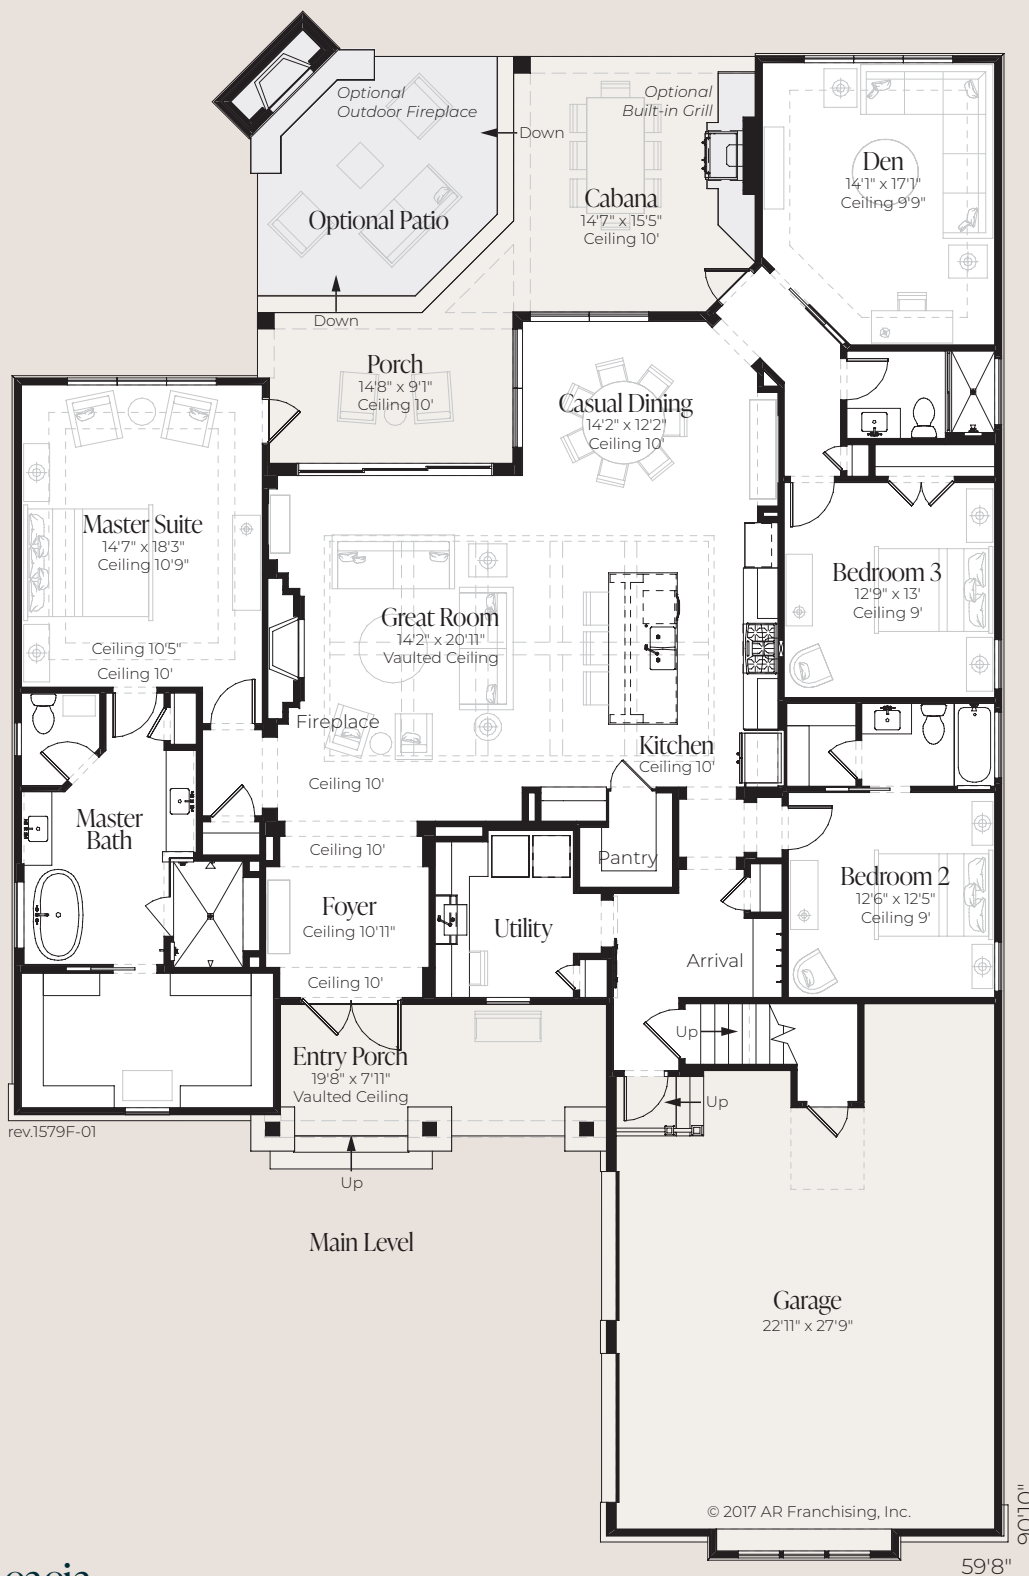 Optional
Outdoor Fireplace
Down
Optional
Built-in Grill
Den
14'1" x 17'1"
Ceiling 9'9"
Cabana
14'7" x 15'5"
Ceiling 10'
Optional Patio
Down
Porch
14'8" x 9'1"
Ceiling 10'
Casual Dining
14'2" x 12'2"
Ceiling 10'
Master Suite
14'7" x 18'3"
Ceiling 10'9"
Ceiling 10'5"
Ceiling 10'
Great Room
14'2" x 20'11"
Vaulted Ceiling
Bedroom 3
12'9" x 13'
Ceiling 9'
Fireplace
Kitchen
Ceiling 10'
Ceiling 10'
Master
Bath
Ceiling 10'
Pantry
Bedroom 2
12'6" x 12'5"
Ceiling 9'
Foyer
Ceiling 10'11"
Utility
Arrival
Ceiling 10'
Up
Entry Porch
19'8" x 7'11"
Vaulted Ceiling
Up
rev.1579F-01
Up
Main Level
Garage
22'11" x 27'9"
© 2017 AR Franchising, Inc.
90'10"
59'8"